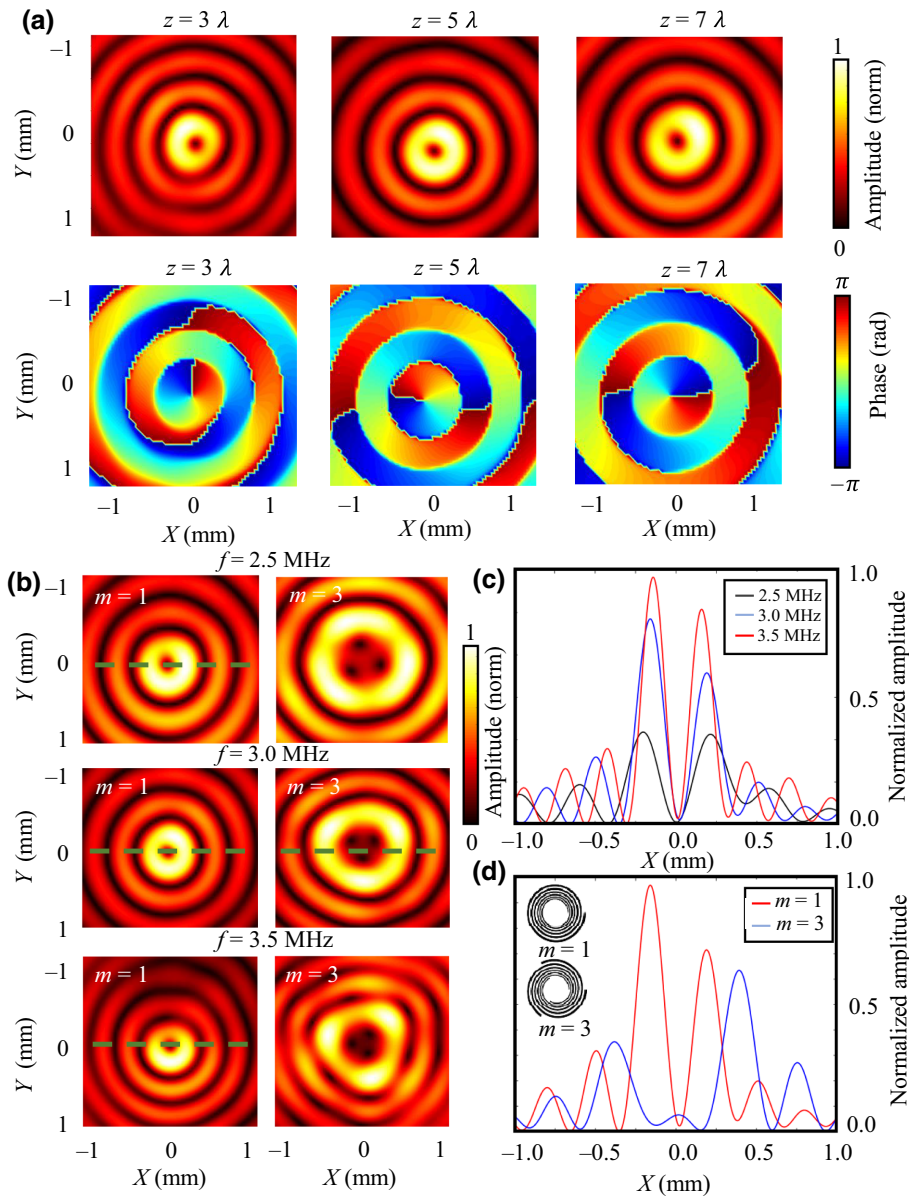 (a)
z = 3 λ z = 5 λ z = 7 λ
−1
0
1
Y (mm)
1
0
Amplitude (norm)
z = 3 λ z = 5 λ z = 7 λ
−1
0
1
Y (mm)
π
−π
Phase (rad)
−1 0 1 −1 0 1 −1 0 1
X (mm) X (mm) X (mm)
(b)
f = 2.5 MHz
m = 1 m = 3
−1
0
1
Y (mm)
f = 3.0 MHz
m = 1 m = 3
−1
0
1
Y (mm)
f = 3.5 MHz
m = 1 m = 3
−1
0
1
Y (mm)
−1 0 1 −1 0 1
X (mm) X (mm)
1
0
Amplitude (norm)
(c)
2.5 MHz
3.0 MHz
3.5 MHz
1.0
0.5
0.0
Normalized amplitude
−1.0 −0.5 0.0 0.5 1.0
X (mm)
(d)
m = 1
m = 3
m = 1
m = 3
1.0
0.5
0.0
Normalized amplitude
−1.0 −0.5 0.0 0.5 1.0
X (mm)